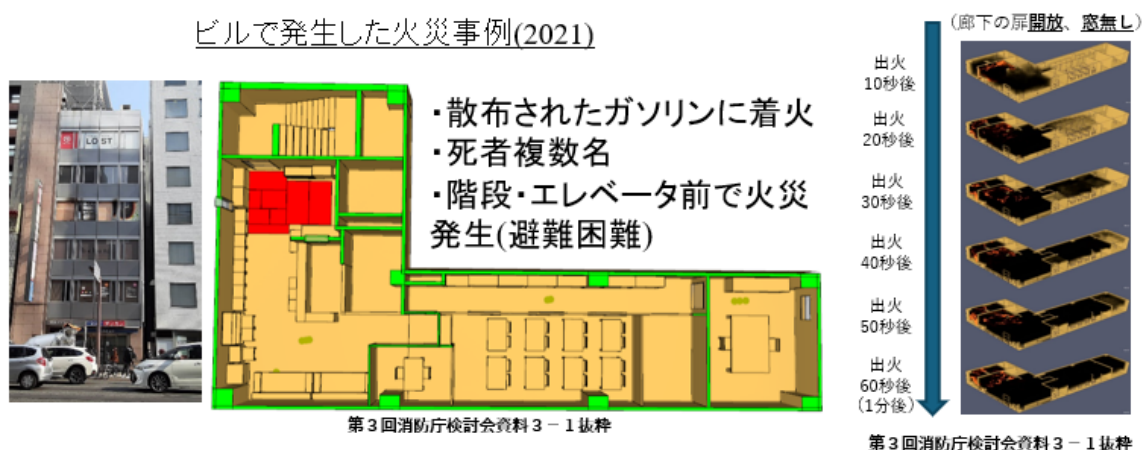 ビルで発生した火災事例(2021)
・散布されたガソリンに着火
・死者複数名
・階段・エレベータ前で火災
発生(避難困難)
第３回消防庁検討会資料３－１抜粋
(廊下の扉開放、窓無し)
出火
10秒後
出火
20秒後
出火
30秒後
出火
40秒後
出火
50秒後
出火
60秒後
(1分後)
第３回消防庁検討会資料３－１抜粋